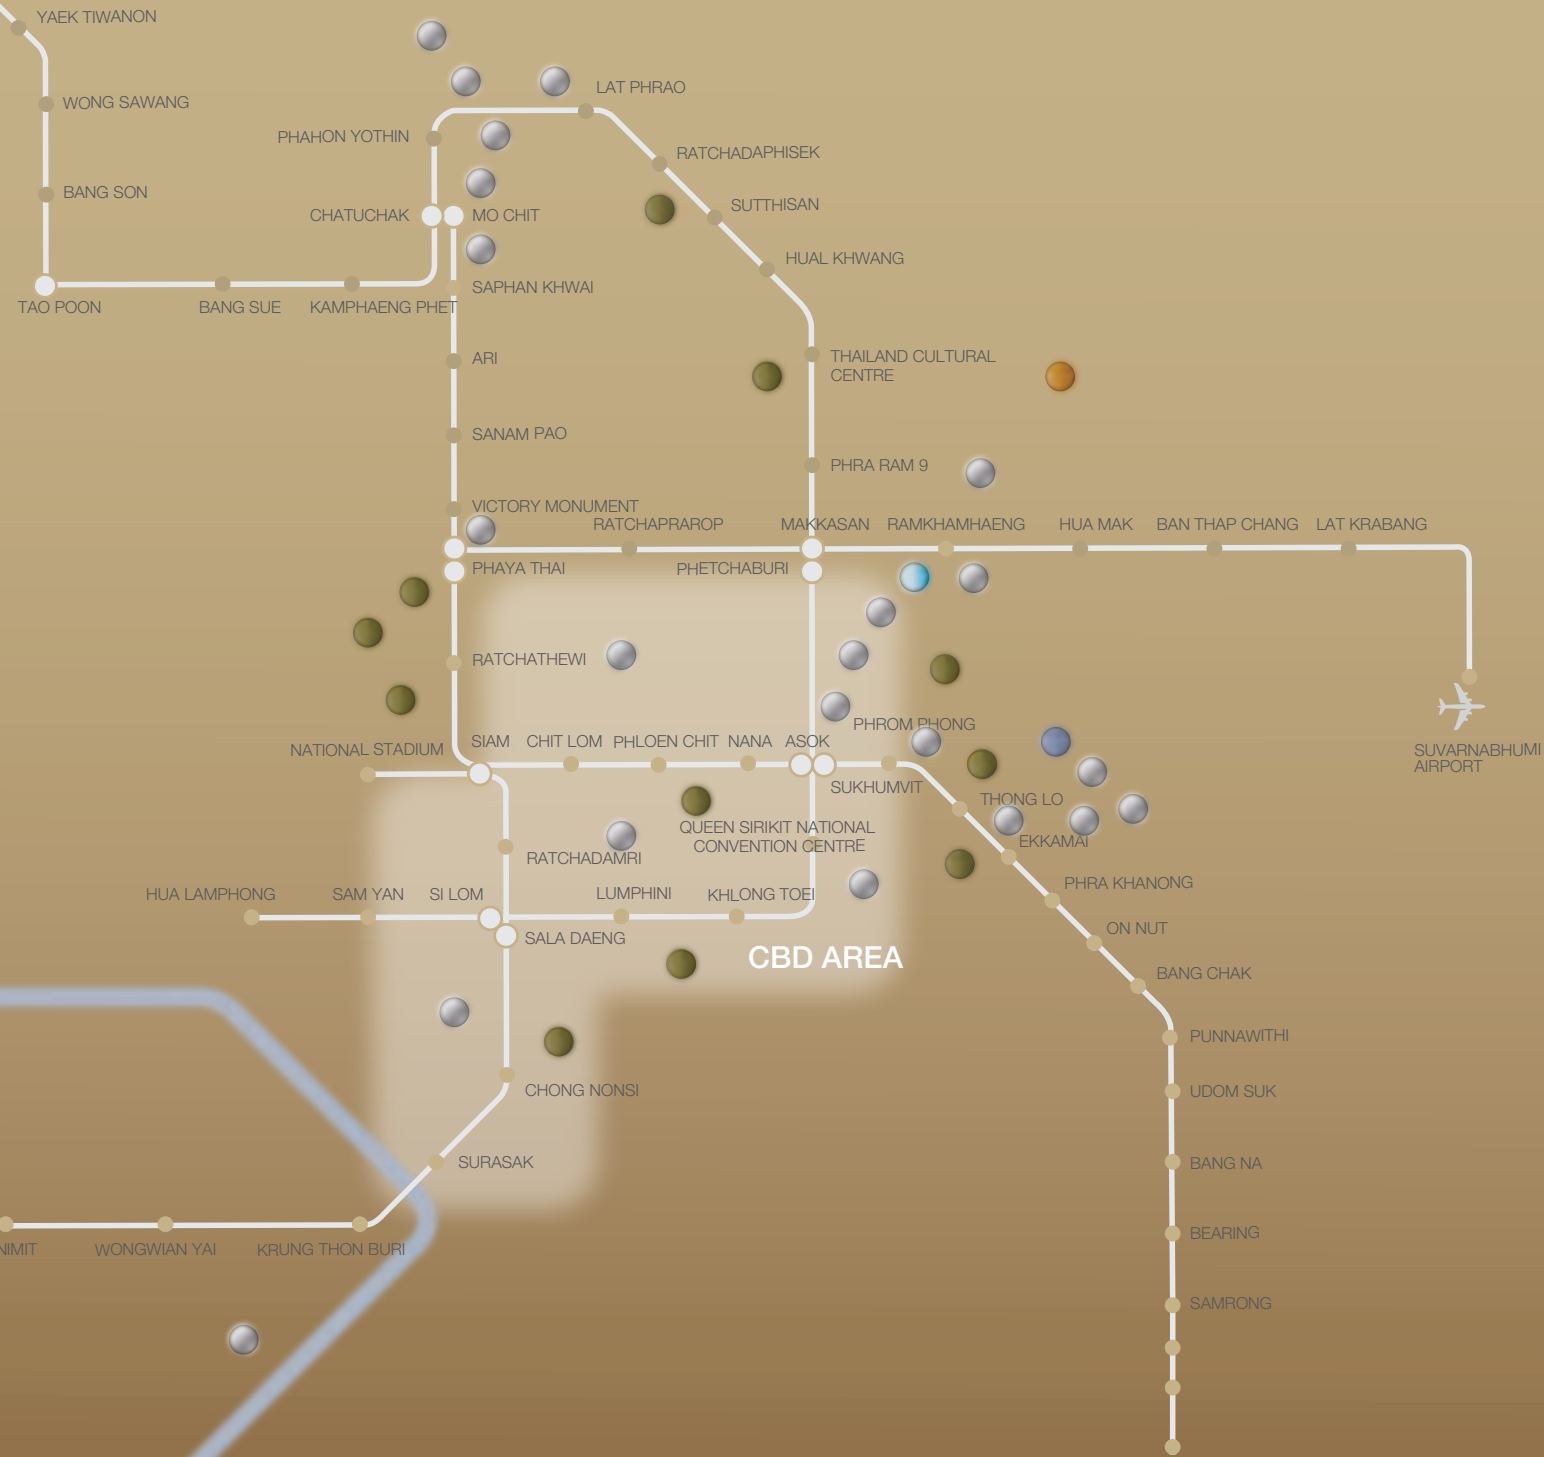 YAEK TIWANON
LAT PHRAO
WONG SAWANG
PHAHON YOTHIN
RATCHADAPHISEK
BANG SON
SUTTHISAN
CHATUCHAK
MO CHIT
HUAL KHWANG
SAPHAN KHWAI
TAO POON
BANG SUE
KAMPHAENG PHET
ARI
THAILAND CULTURAL
CENTRE
SANAM PAO
PHRA RAM 9
VICTORY MONUMENT
RATCHAPRAROP
MAKKASAN
RAMKHAMHAENG
HUA MAK
BAN THAP CHANG
LAT KRABANG
PHAYA THAI
PHETCHABURI
RATCHATHEWI
PHROM PHONG
NATIONAL STADIUM
SIAM
CHIT LOM
PHLOEN CHIT
NANA
ASOK
SUVARNABHUMI
AIRPORT
SUKHUMVIT
THONG LO
QUEEN SIRIKIT NATIONAL
CONVENTION CENTRE
EKKAMAI
RATCHADAMRI
PHRA KHANONG
HUA LAMPHONG
SAM YAN
SI LOM
LUMPHINI
KHLONG TOEI
ON NUT
SALA DAENG
CBD AREA
BANG CHAK
PUNNAWITHI
CHONG NONSI
UDOM SUK
SURASAK
BANG NA
BEARING
NIMIT
WONGWIAN YAI
KRUNG THON BURI
SAMRONG